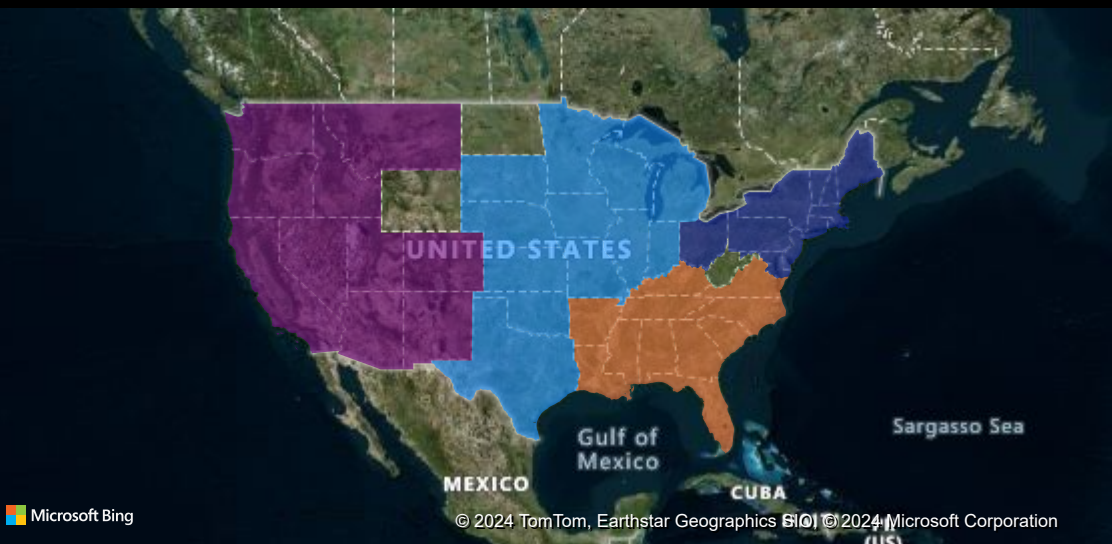 UNITED STATES
Gulf of
Mexico
Sargasso Sea
MEXICO
CUBA
Microsoft Bing
© 2024 TomTom, Earthstar Geographics SIO, © 2024 Microsoft Corporation
(US)